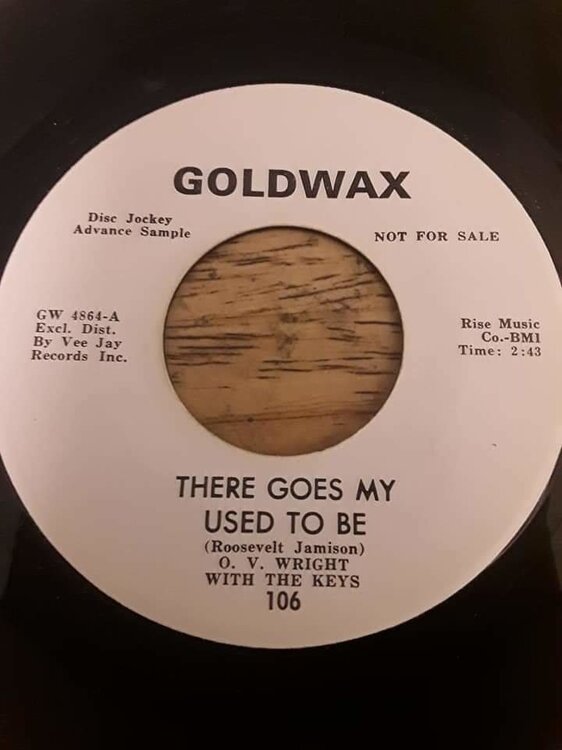 GOLDWAX
Disc Jockey
Advance Sample
NOT FOR SALE
GW 4864-A
Excl. Dist.
By Vee Jay
Records Inc.
Rise Music
Co.-BM1
Time: 2:43
THERE GOES MY
USED TO BE
(Roosevelt Jamison)
O. V. WRIGHT
WITH THE KEYS
106